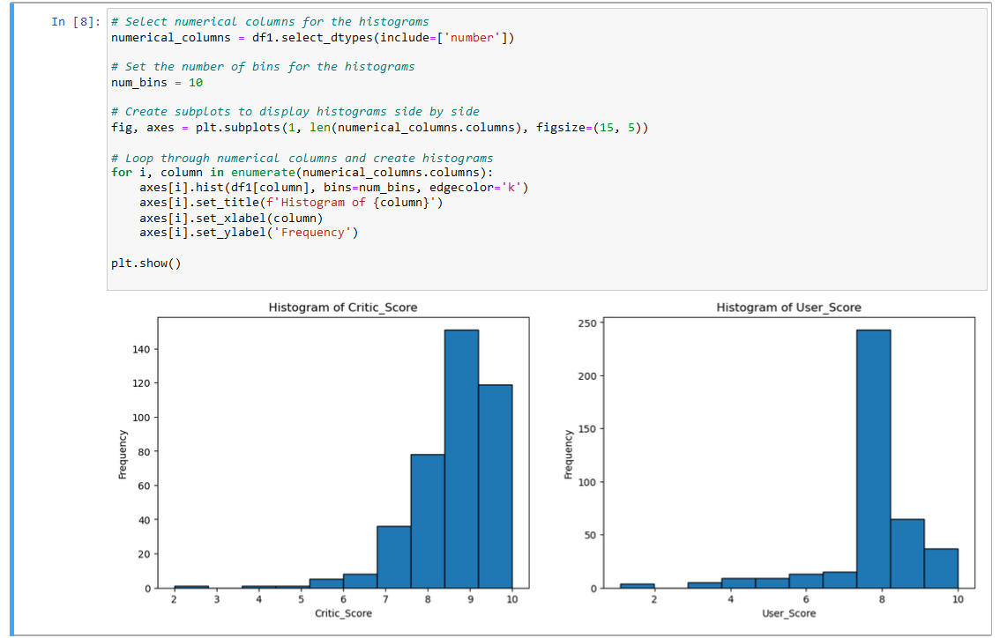 In [8]:
# Select numerical columns for the histograms
numerical_columns = df1.select_dtypes(include=['number'])
# Set the number of bins for the histograms
num_bins = 10
# Create subplots to display histograms side by side
fig, axes = plt.subplots(1, len(numerical_columns.columns), figsize=(15, 5))
# Loop through numerical columns and create histograms
for i, column in enumerate(numerical_columns.columns):
    axes[i].hist(df1[column], bins=num_bins, edgecolor='k')
    axes[i].set_title(f'Histogram of {column}')
    axes[i].set_xlabel(column)
    axes[i].set_ylabel('Frequency')
plt.show()
Histogram of Critic_Score
140
120
100
80
60
40
20
0
Frequency
2 3 4 5 6 7 8 9 10
Critic_Score
Histogram of User_Score
250
200
150
100
50
0
Frequency
2 4 6 8 10
User_Score